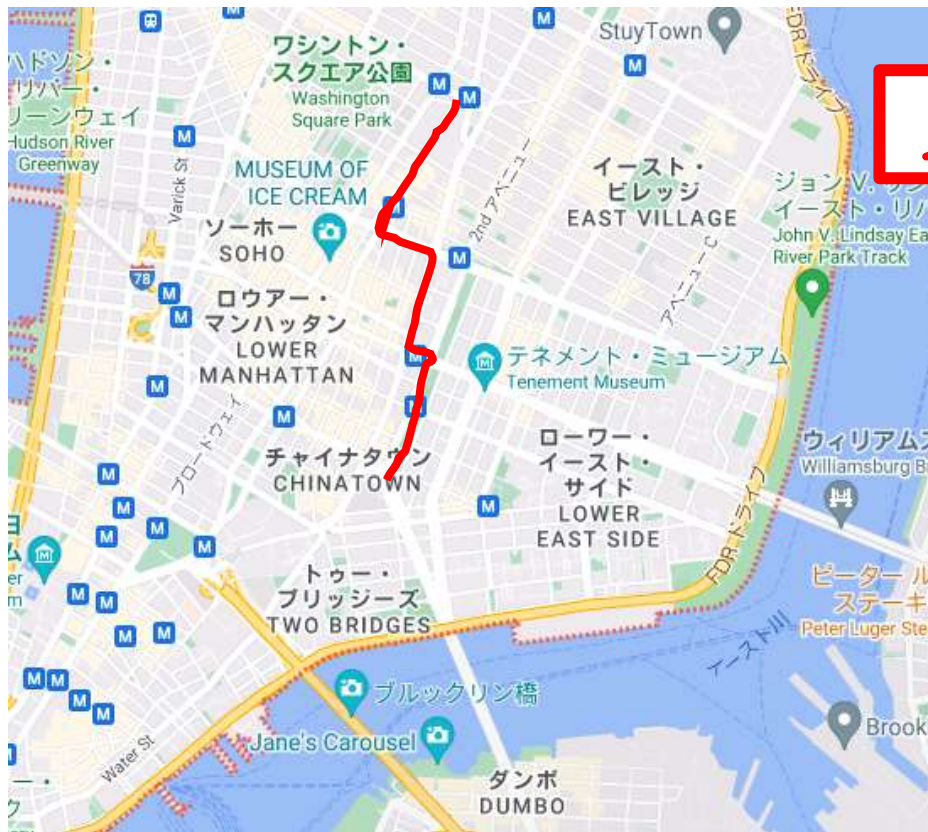 StuyTown
FDR ドライブ
ワシントン・
スクエア公園
Washington
Square Park
M
M
M
M
M
ハドソン・
リバー・
リーンウェイ
Hudson River
Greenway
Varick St
MUSEUM OF
ICE CREAM
2nd アベニュー
イースト・
ビレッジ
EAST VILLAGE
ジョン V. リン
イースト・リバ
John V. Lindsay Ea
River Park Track
M
ソーホー
SOHO
M
アベニュー C
78
M
M
ロウアー・
マンハッタン
LOWER
MANHATTAN
M
テネメント・ミュージアム
Tenement Museum
M
M
M
ブロードウェイ
チャイナタウン
CHINATOWN
ローワー・
イースト・
サイド
LOWER
EAST SIDE
ウィリアムズ
Williamsburg B
M
M
M
M
M
FDR ドライブ
トゥー・
ブリッジーズ
TWO BRIDGES
M
M
M
M
M
ピーター ル
ステーキ
Peter Luger Ste
イースト川
M
M
M
M
ブルックリン橋
Jane's Carousel
Brook
Water St
ダンボ
DUMBO